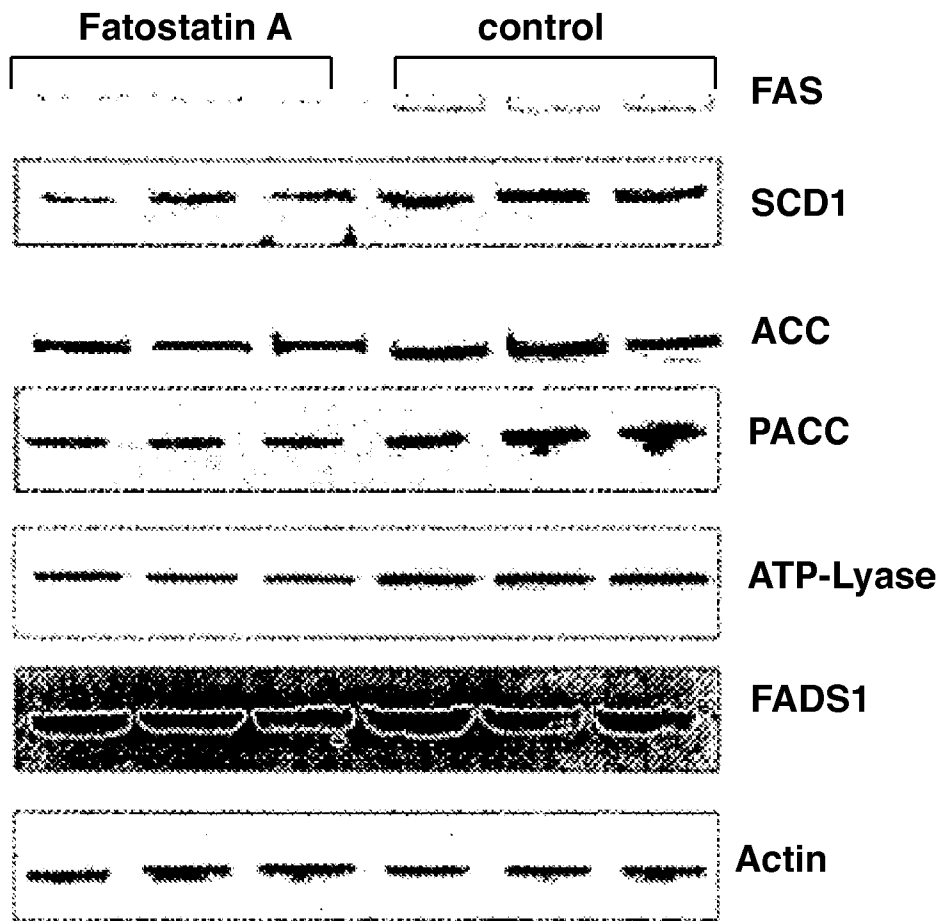 Fatostatin A control
FAS
SCD1
ACC
PACC
ATP-Lyase
FADS1
Actin